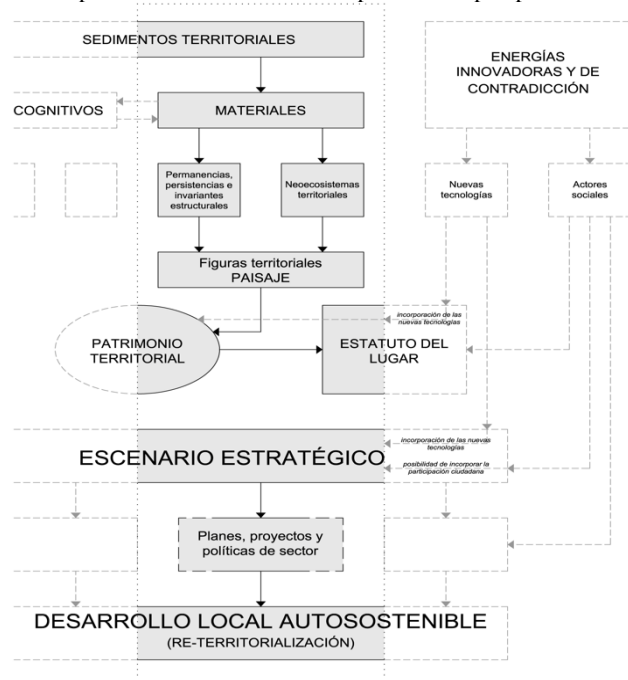 SEDIMENTOS TERRITORIALES
ENERGÍAS
INNOVADORAS Y DE
CONTRADICCIÓN
COGNITIVOS
MATERIALES
Permanencias,
persistencias e
invariantes
estructurales
Neoecosistemas
territoriales
Nuevas
tecnologías
Actores
sociales
Figuras territoriales
PAISAJE
incorporación de las
nuevas tecnologías
PATRIMONIO
TERRITORIAL
ESTATUTO DEL
LUGAR
ESCENARIO ESTRATÉGICO
incorporación de las nuevas
tecnologías
posibilidad de incorporar la
participación ciudadana
Planes, proyectos y
políticas de sector
DESARROLLO LOCAL AUTOSOSTENIBLE
(RE-TERRITORIALIZACIÓN)